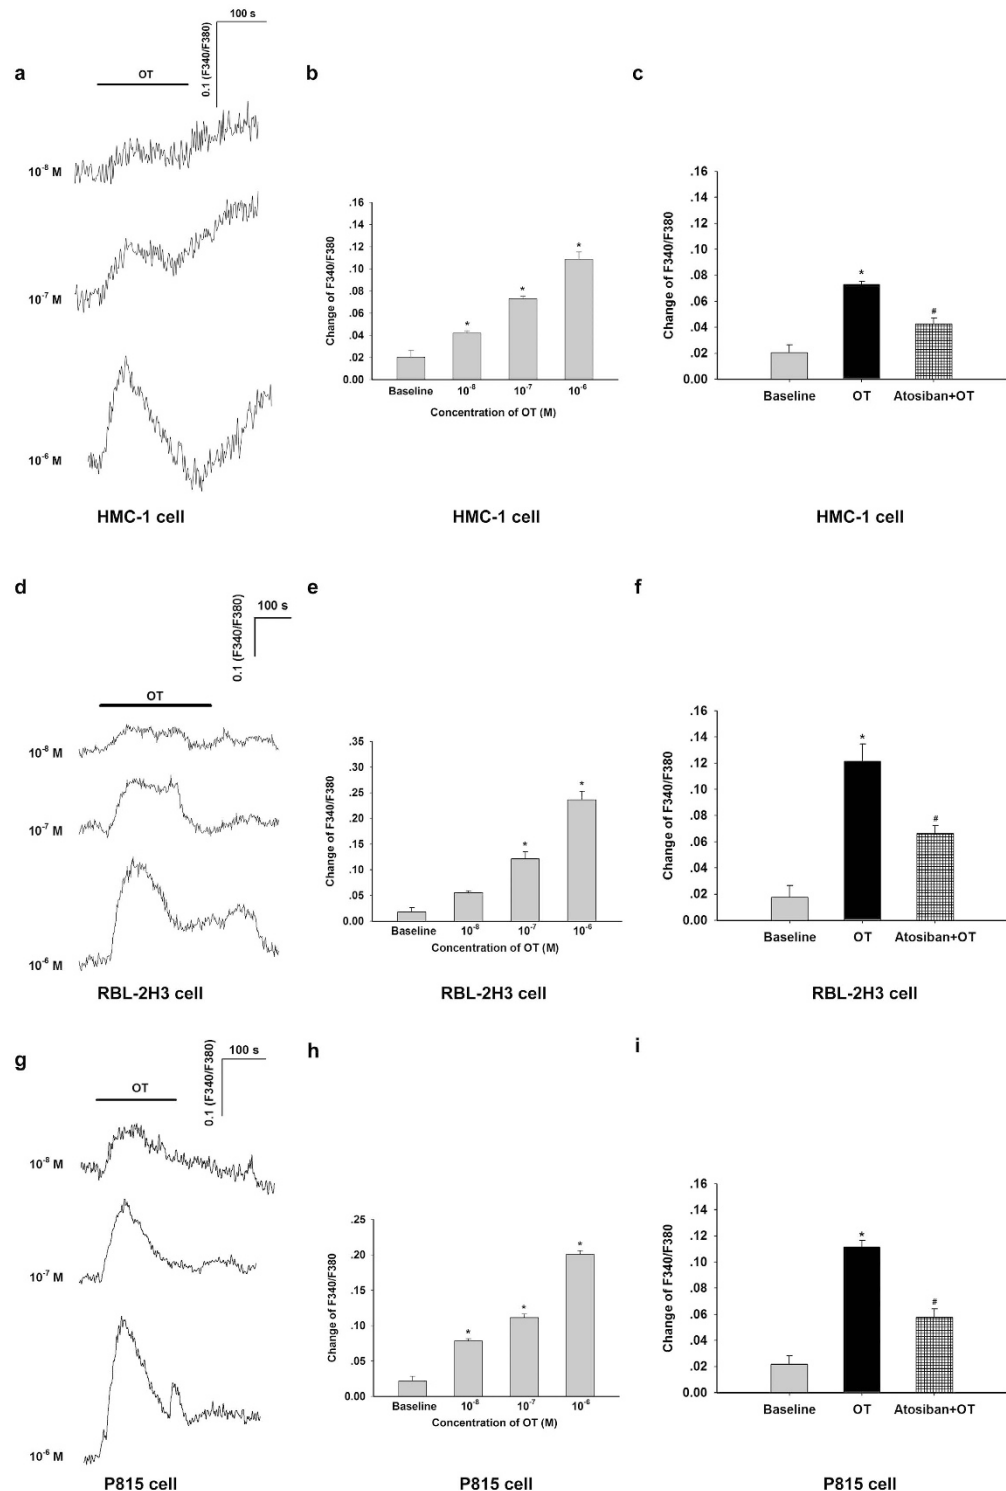 100 s
a
b
c
OT
0.1 (F340/F380)
10⁻⁸ M
10⁻⁷ M
10⁻⁶ M
HMC-1 cell
Change of F340/F380
.16
.14
.12
.10
.08
.06
.04
.02
0.00
*
*
*
Baseline
10⁻⁸
10⁻⁷
10⁻⁶
Concentration of OT (M)
HMC-1 cell
Change of F340/F380
.16
.14
.12
.10
.08
.06
.04
.02
0.00
*
#
Baseline
OT
Atosiban+OT
HMC-1 cell
d
e
f
100 s
0.1 (F340/F380)
OT
10⁻⁸ M
10⁻⁷ M
10⁻⁶ M
RBL-2H3 cell
Change of F340/F380
.35
.30
.25
.20
.15
.10
.05
0.00
*
*
Baseline
10⁻⁸
10⁻⁷
10⁻⁶
Concentration of OT (M)
RBL-2H3 cell
Change of F340/F380
.16
.14
.12
.10
.08
.06
.04
.02
0.00
*
#
Baseline
OT
Atosiban+OT
RBL-2H3 cell
g
h
i
100 s
0.1 (F340/F380)
OT
10⁻⁸ M
10⁻⁷ M
10⁻⁶ M
P815 cell
Change of F340/F380
.25
.20
.15
.10
.05
0.00
*
*
*
Baseline
10⁻⁸
10⁻⁷
10⁻⁶
Concentration of OT (M)
P815 cell
Change of F340/F380
.16
.14
.12
.10
.08
.06
.04
.02
0.00
*
#
Baseline
OT
Atosiban+OT
P815 cell